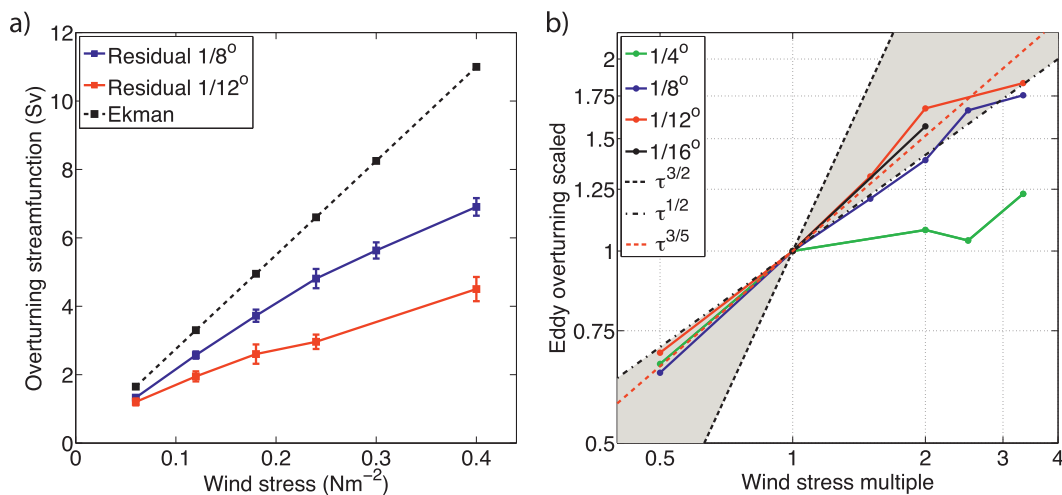 a)
Residual 1/8°
Residual 1/12°
Ekman
12
10
8
6
4
2
0
Overturning streamfunction (Sv)
0 0.1 0.2 0.3 0.4
Wind stress (Nm⁻²)
b)
1/4°
1/8°
1/12°
1/16°
τ^3/2
τ^1/2
τ^3/5
2
1.75
1.5
1.25
1
0.75
0.5
Eddy overturning scaled
0.5 1 2 3 4
Wind stress multiple